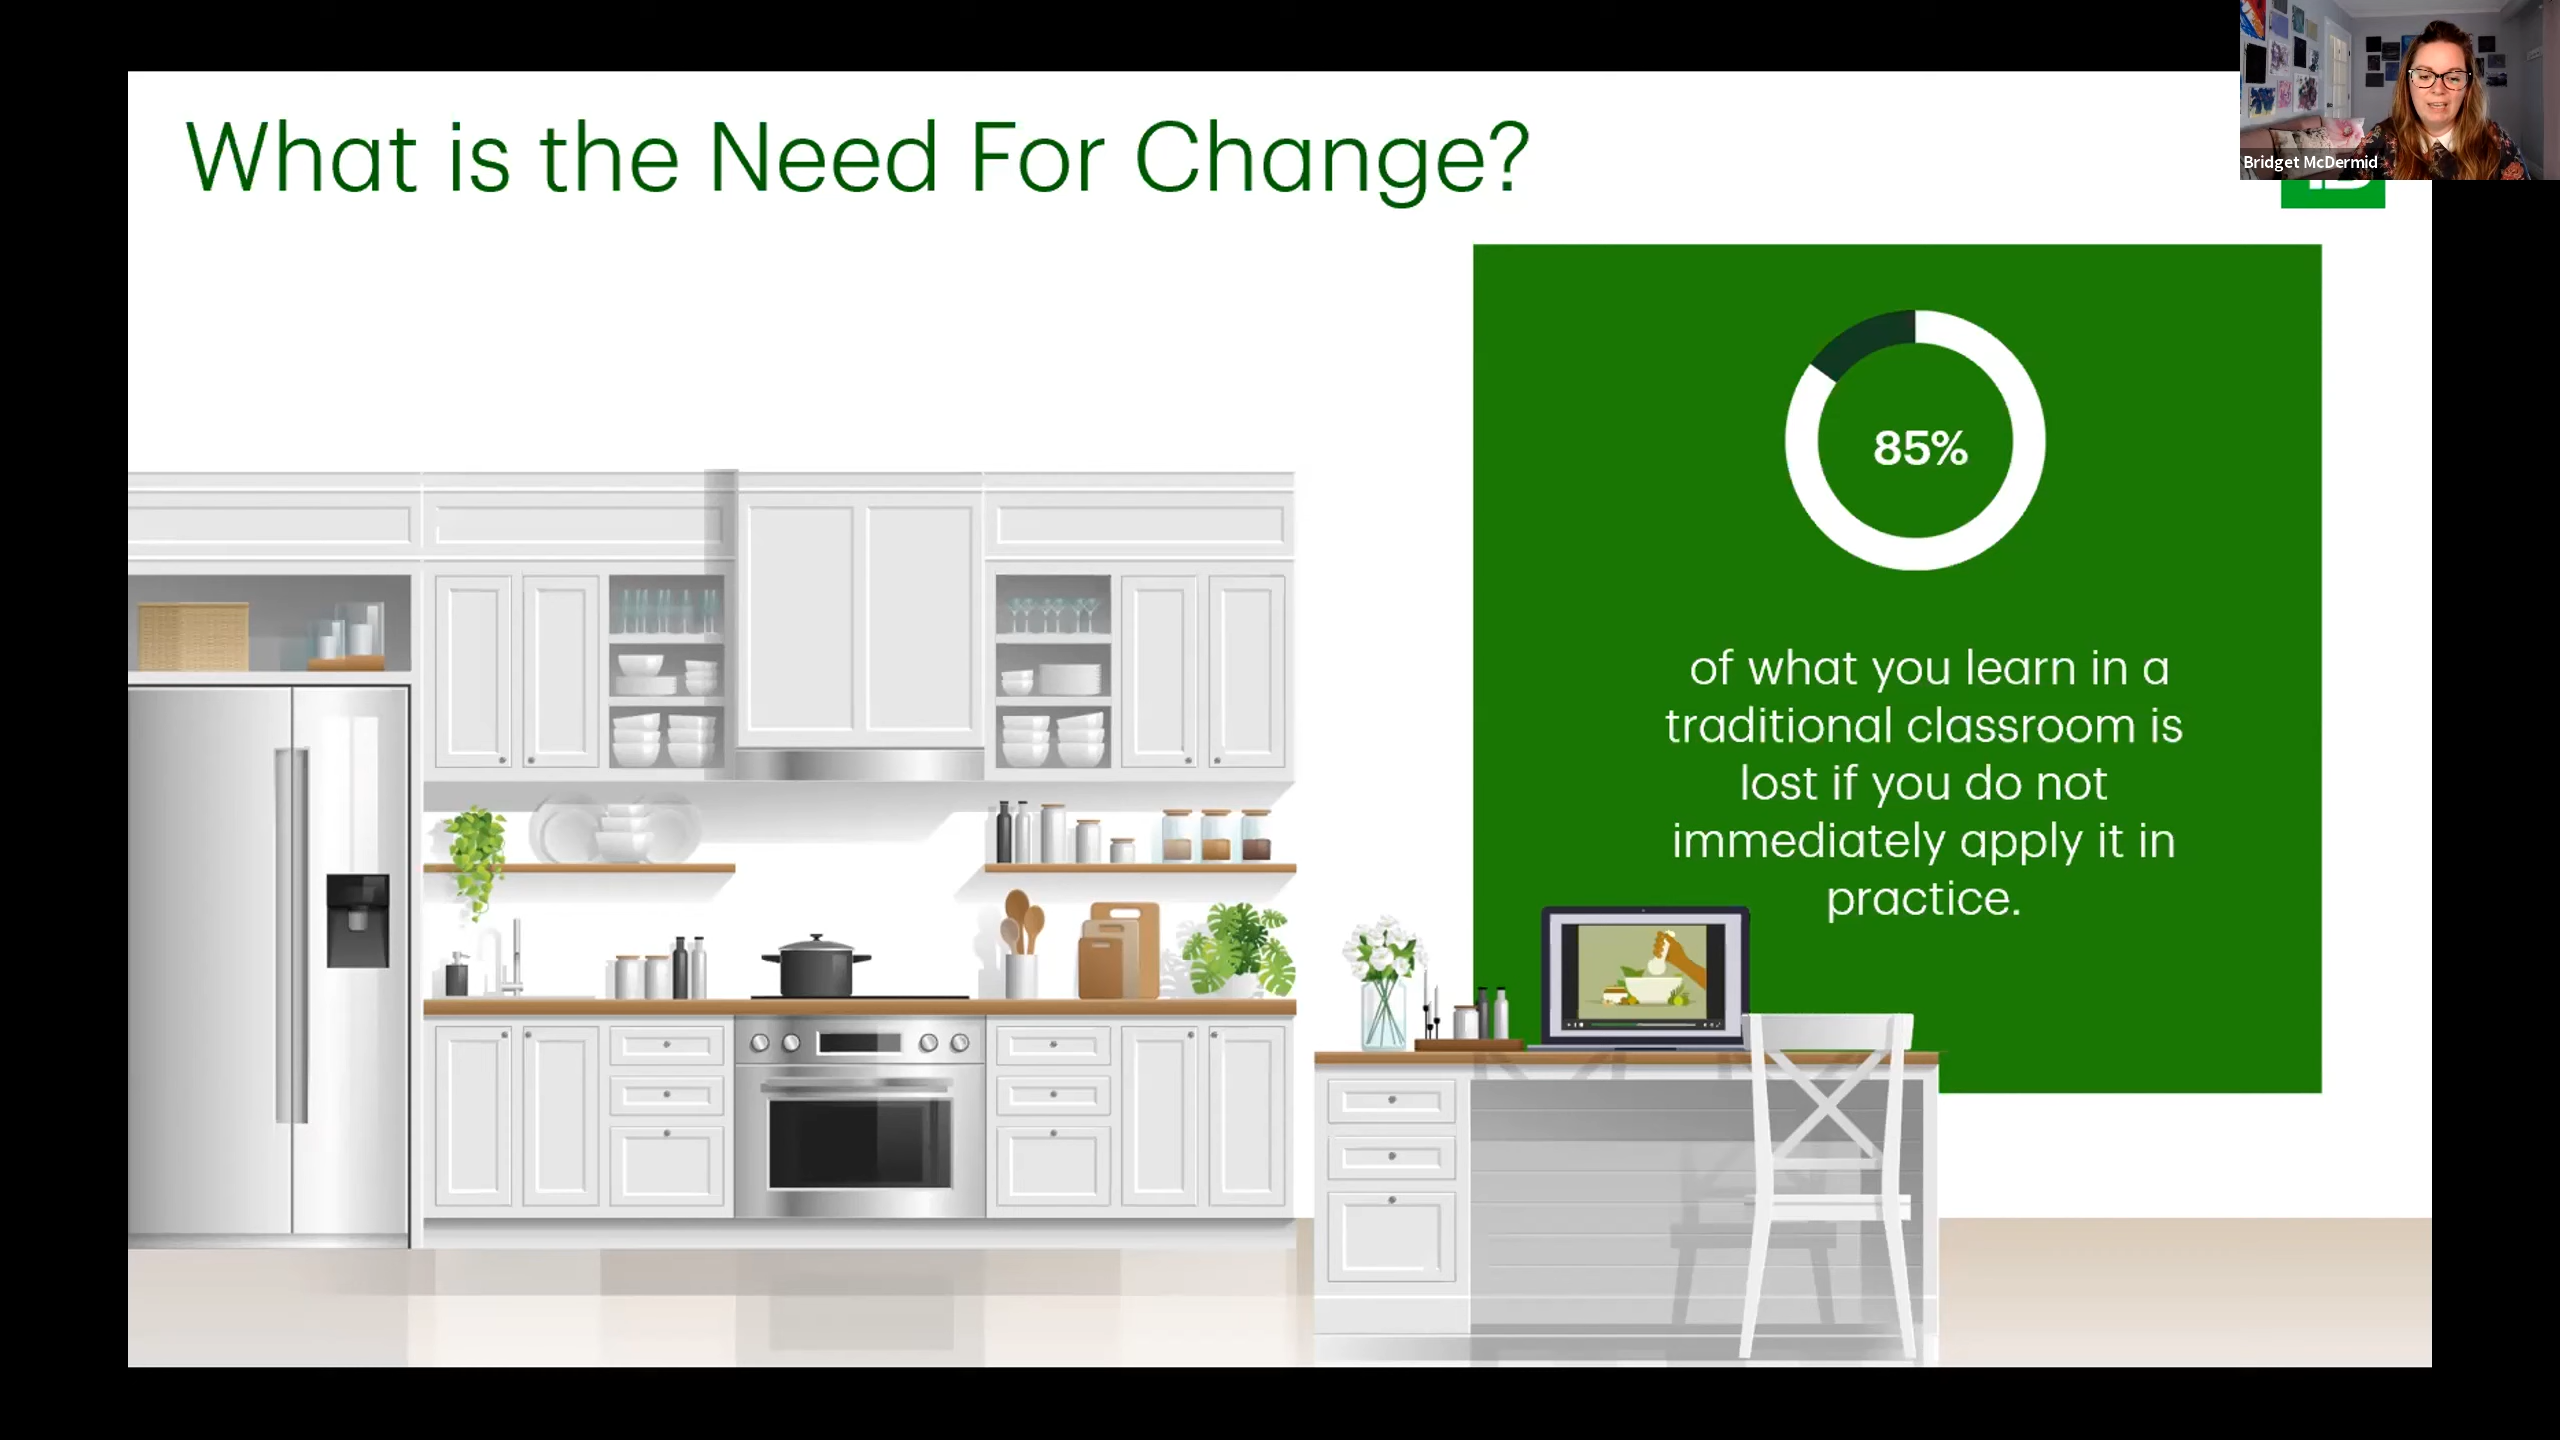 What is the Need For Change?
Bridget McDermid
85%
of what you learn in a
traditional classroom is
lost if you do not
immediately apply it in
practice.